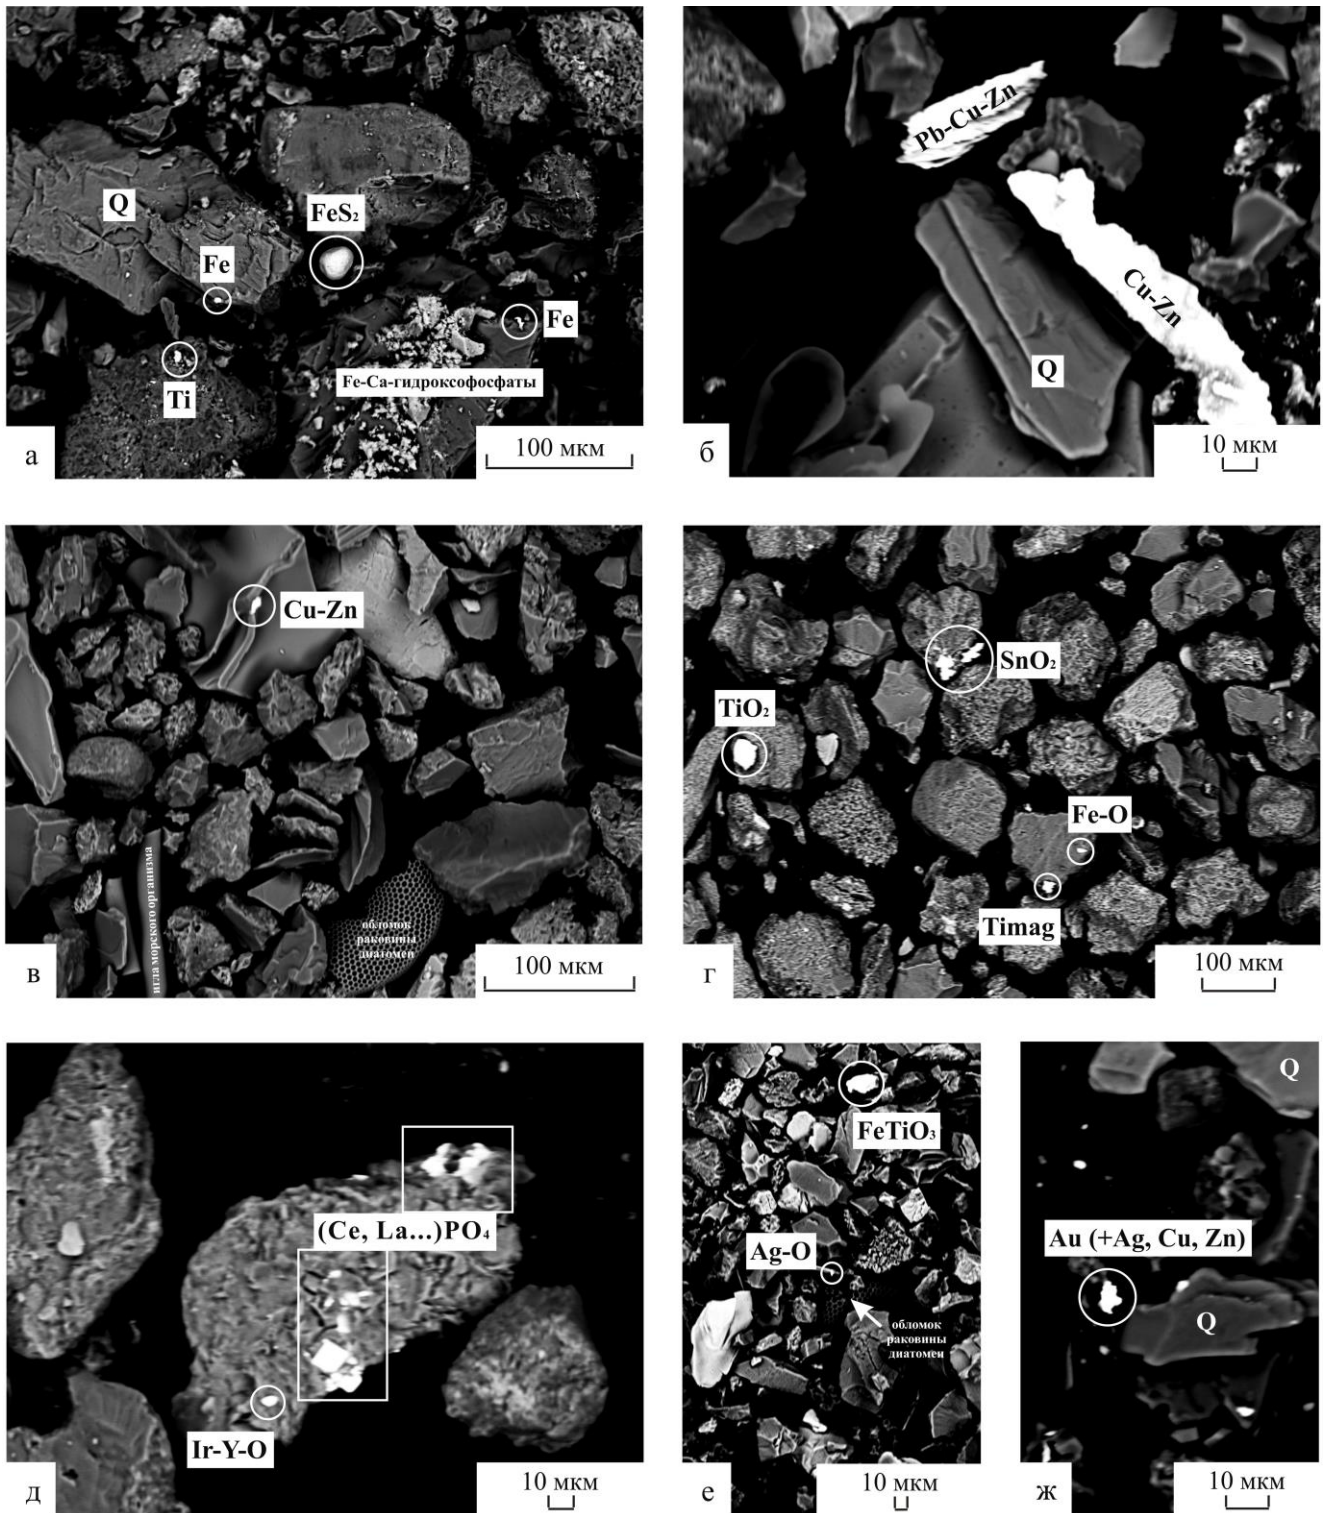 Q
FeS₂
Fe
Fe
Ti
Fe-Ca-гидроксофосфаты
а
100 мкм
Pb-Cu-Zn
Cu-Zn
Q
б
10 мкм
Cu-Zn
игла морского организма
обломок
раковины
диатомеи
в
100 мкм
SnO₂
TiO₂
Fe-O
Timag
г
100 мкм
(Ce, La...)PO₄
Ir-Y-O
д
10 мкм
FeTiO₃
Ag-O
обломок
раковины
диатомеи
е
10 мкм
Q
Au (+Ag, Cu, Zn)
Q
ж
10 мкм